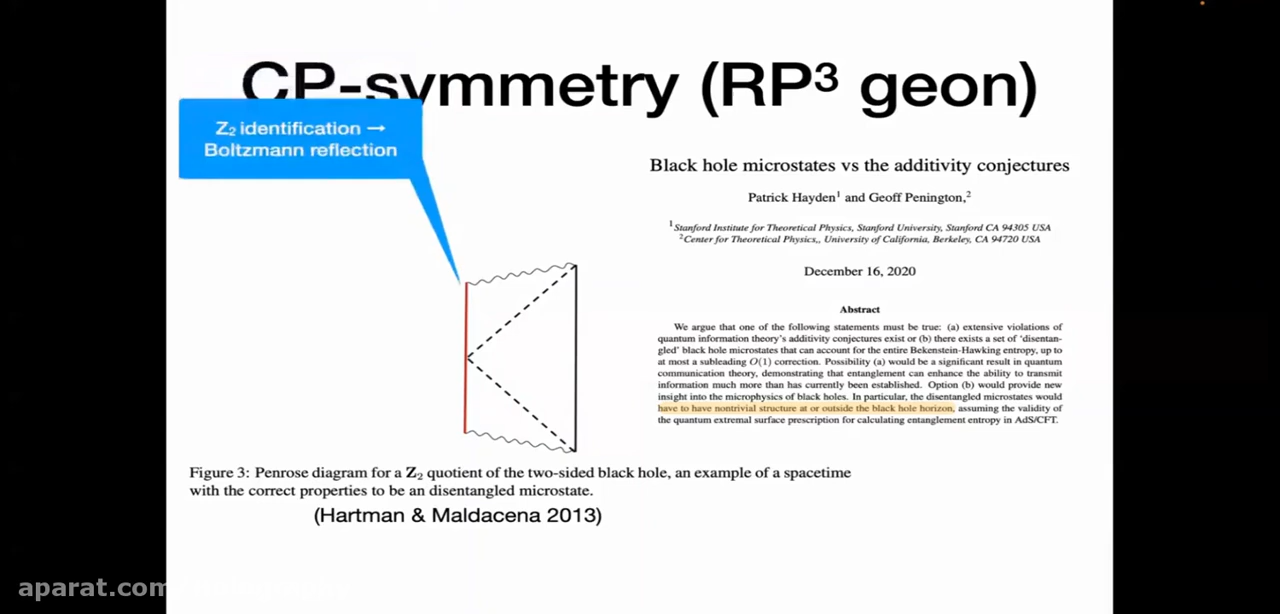 CP-symmetry (RP³ geon)
Z₂ identification →
Boltzmann reflection
Black hole microstates vs the additivity conjectures
Patrick Hayden¹ and Geoff Penington,²
¹Stanford Institute for Theoretical Physics, Stanford University, Stanford CA 94305 USA
²Center for Theoretical Physics,, University of California, Berkeley, CA 94720 USA
December 16, 2020
Abstract
We argue that one of the following statements must be true: (a) extensive violations of
quantum information theory's additivity conjectures exist or (b) there exists a set of 'disentan-
gled' black hole microstates that can account for the entire Bekenstein-Hawking entropy, up to
at most a subleading O(1) correction. Possibility (a) would be a significant result in quantum
communication theory, demonstrating that entanglement can enhance the ability to transmit
information much more than has currently been established. Option (b) would provide new
insight into the microphysics of black holes. In particular, the disentangled microstates would
have to have nontrivial structure at or outside the black hole horizon, assuming the validity of
the quantum extremal surface prescription for calculating entanglement entropy in AdS/CFT.
Figure 3: Penrose diagram for a Z₂ quotient of the two-sided black hole, an example of a spacetime
with the correct properties to be an disentangled microstate.
(Hartman & Maldacena 2013)
aparat.com/